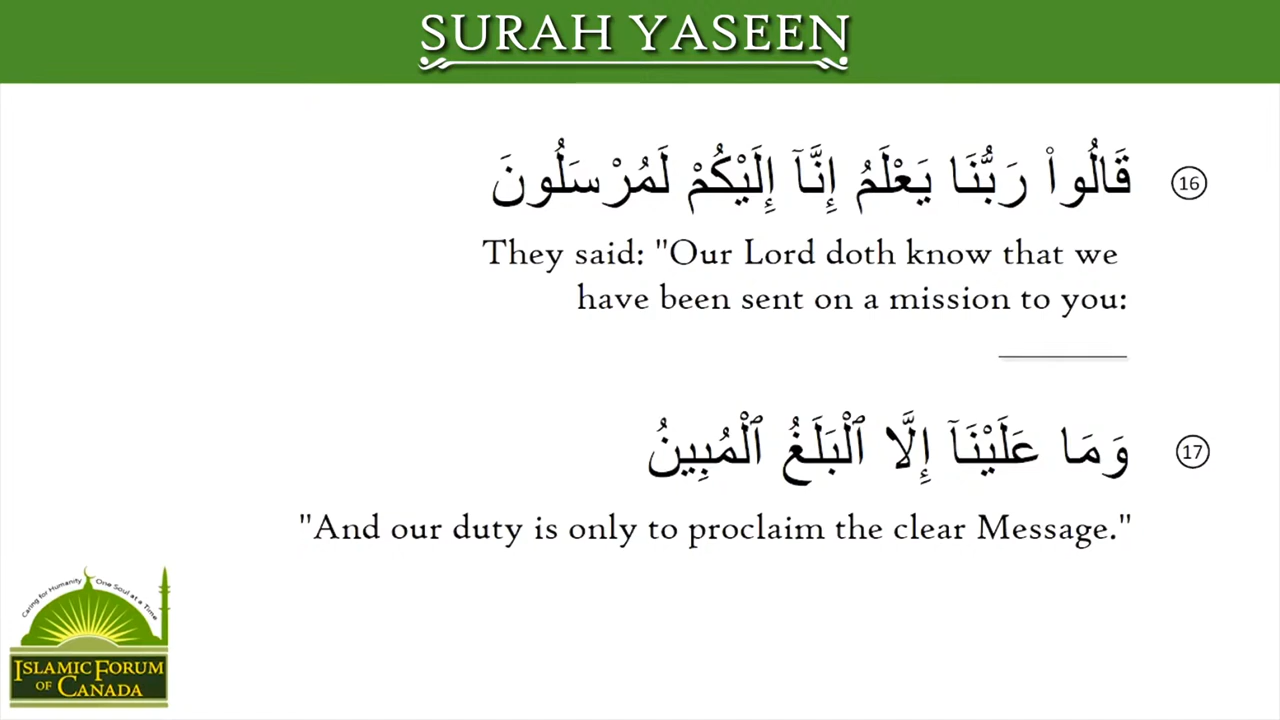 SURAH YASEEN
قَالُوا۟ رَبُّنَا يَعْلَمُ إِنَّآ إِلَيْكُمْ لَمُرْسَلُونَ 16
They said: "Our Lord doth know that we
have been sent on a mission to you:
وَمَا عَلَيْنَآ إِلَّا ٱلْبَلَغُ ٱلْمُبِينُ 17
"And our duty is only to proclaim the clear Message."
Caring for Humanity One Soul at a Time
ISLAMIC FORUM
OF CANADA